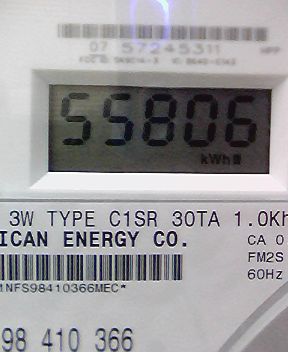 07 57245311
55806
kWh
3W TYPE C1SR 30TA 1.0Kh
ICAN ENERGY CO.
CA 0
FM2S
60Hz
1NFS98410366MEC*
98 410 366